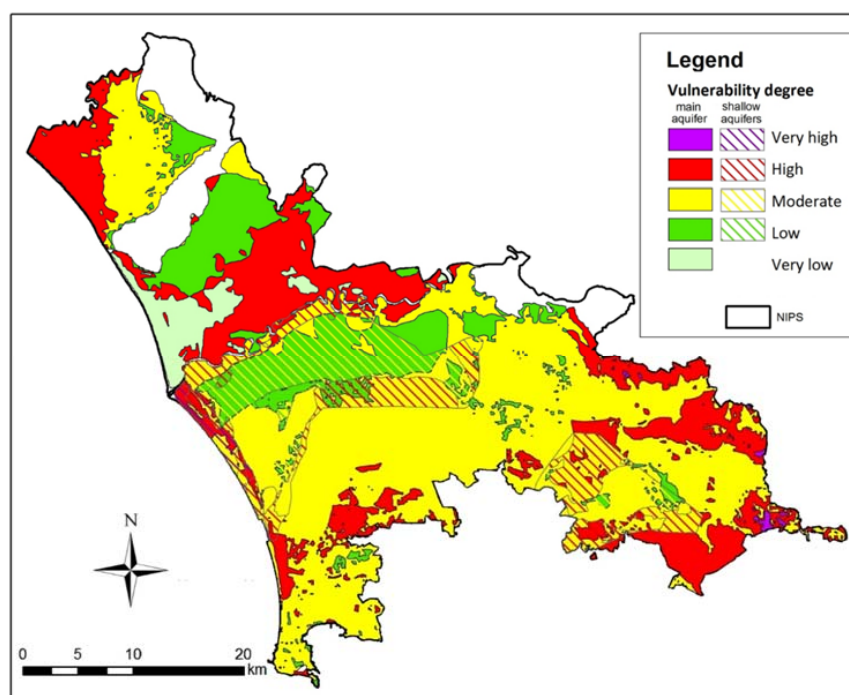 Legend
Vulnerability degree
main aquifer
shallow aquifers
Very high
High
Moderate
Low
Very low
NIPS
N
0 10 20
km